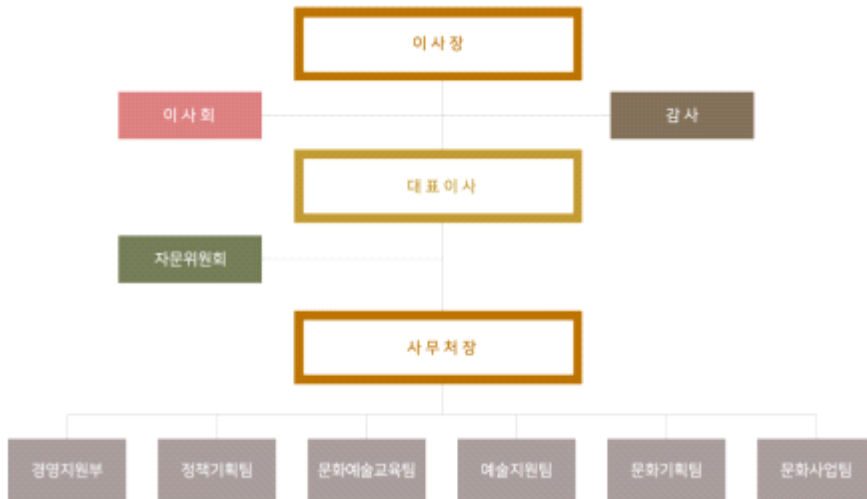 이 사 장
이 사 회
감 사
대 표 이 사
자문위원회
사 무 처 장
경영지원부
정책기획팀
문화예술교육팀
예술지원팀
문화기획팀
문화사업팀